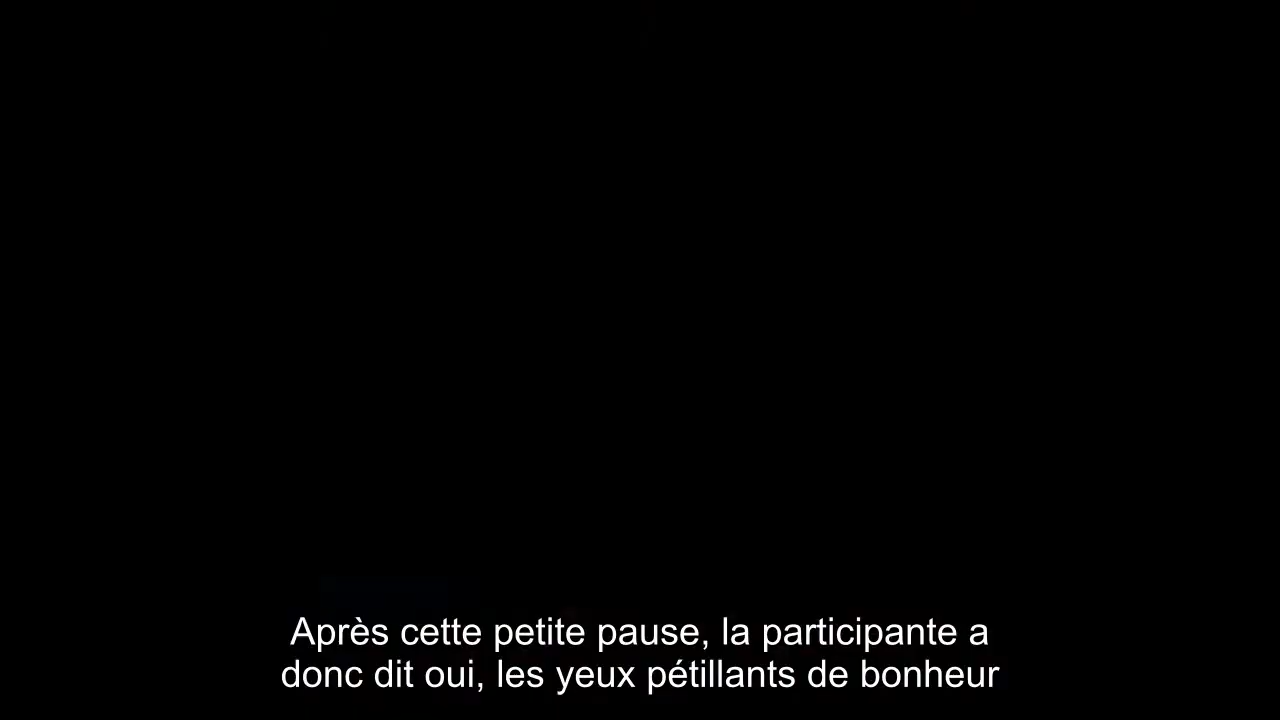 Après cette petite pause, la participante a
donc dit oui, les yeux pétillants de bonheur